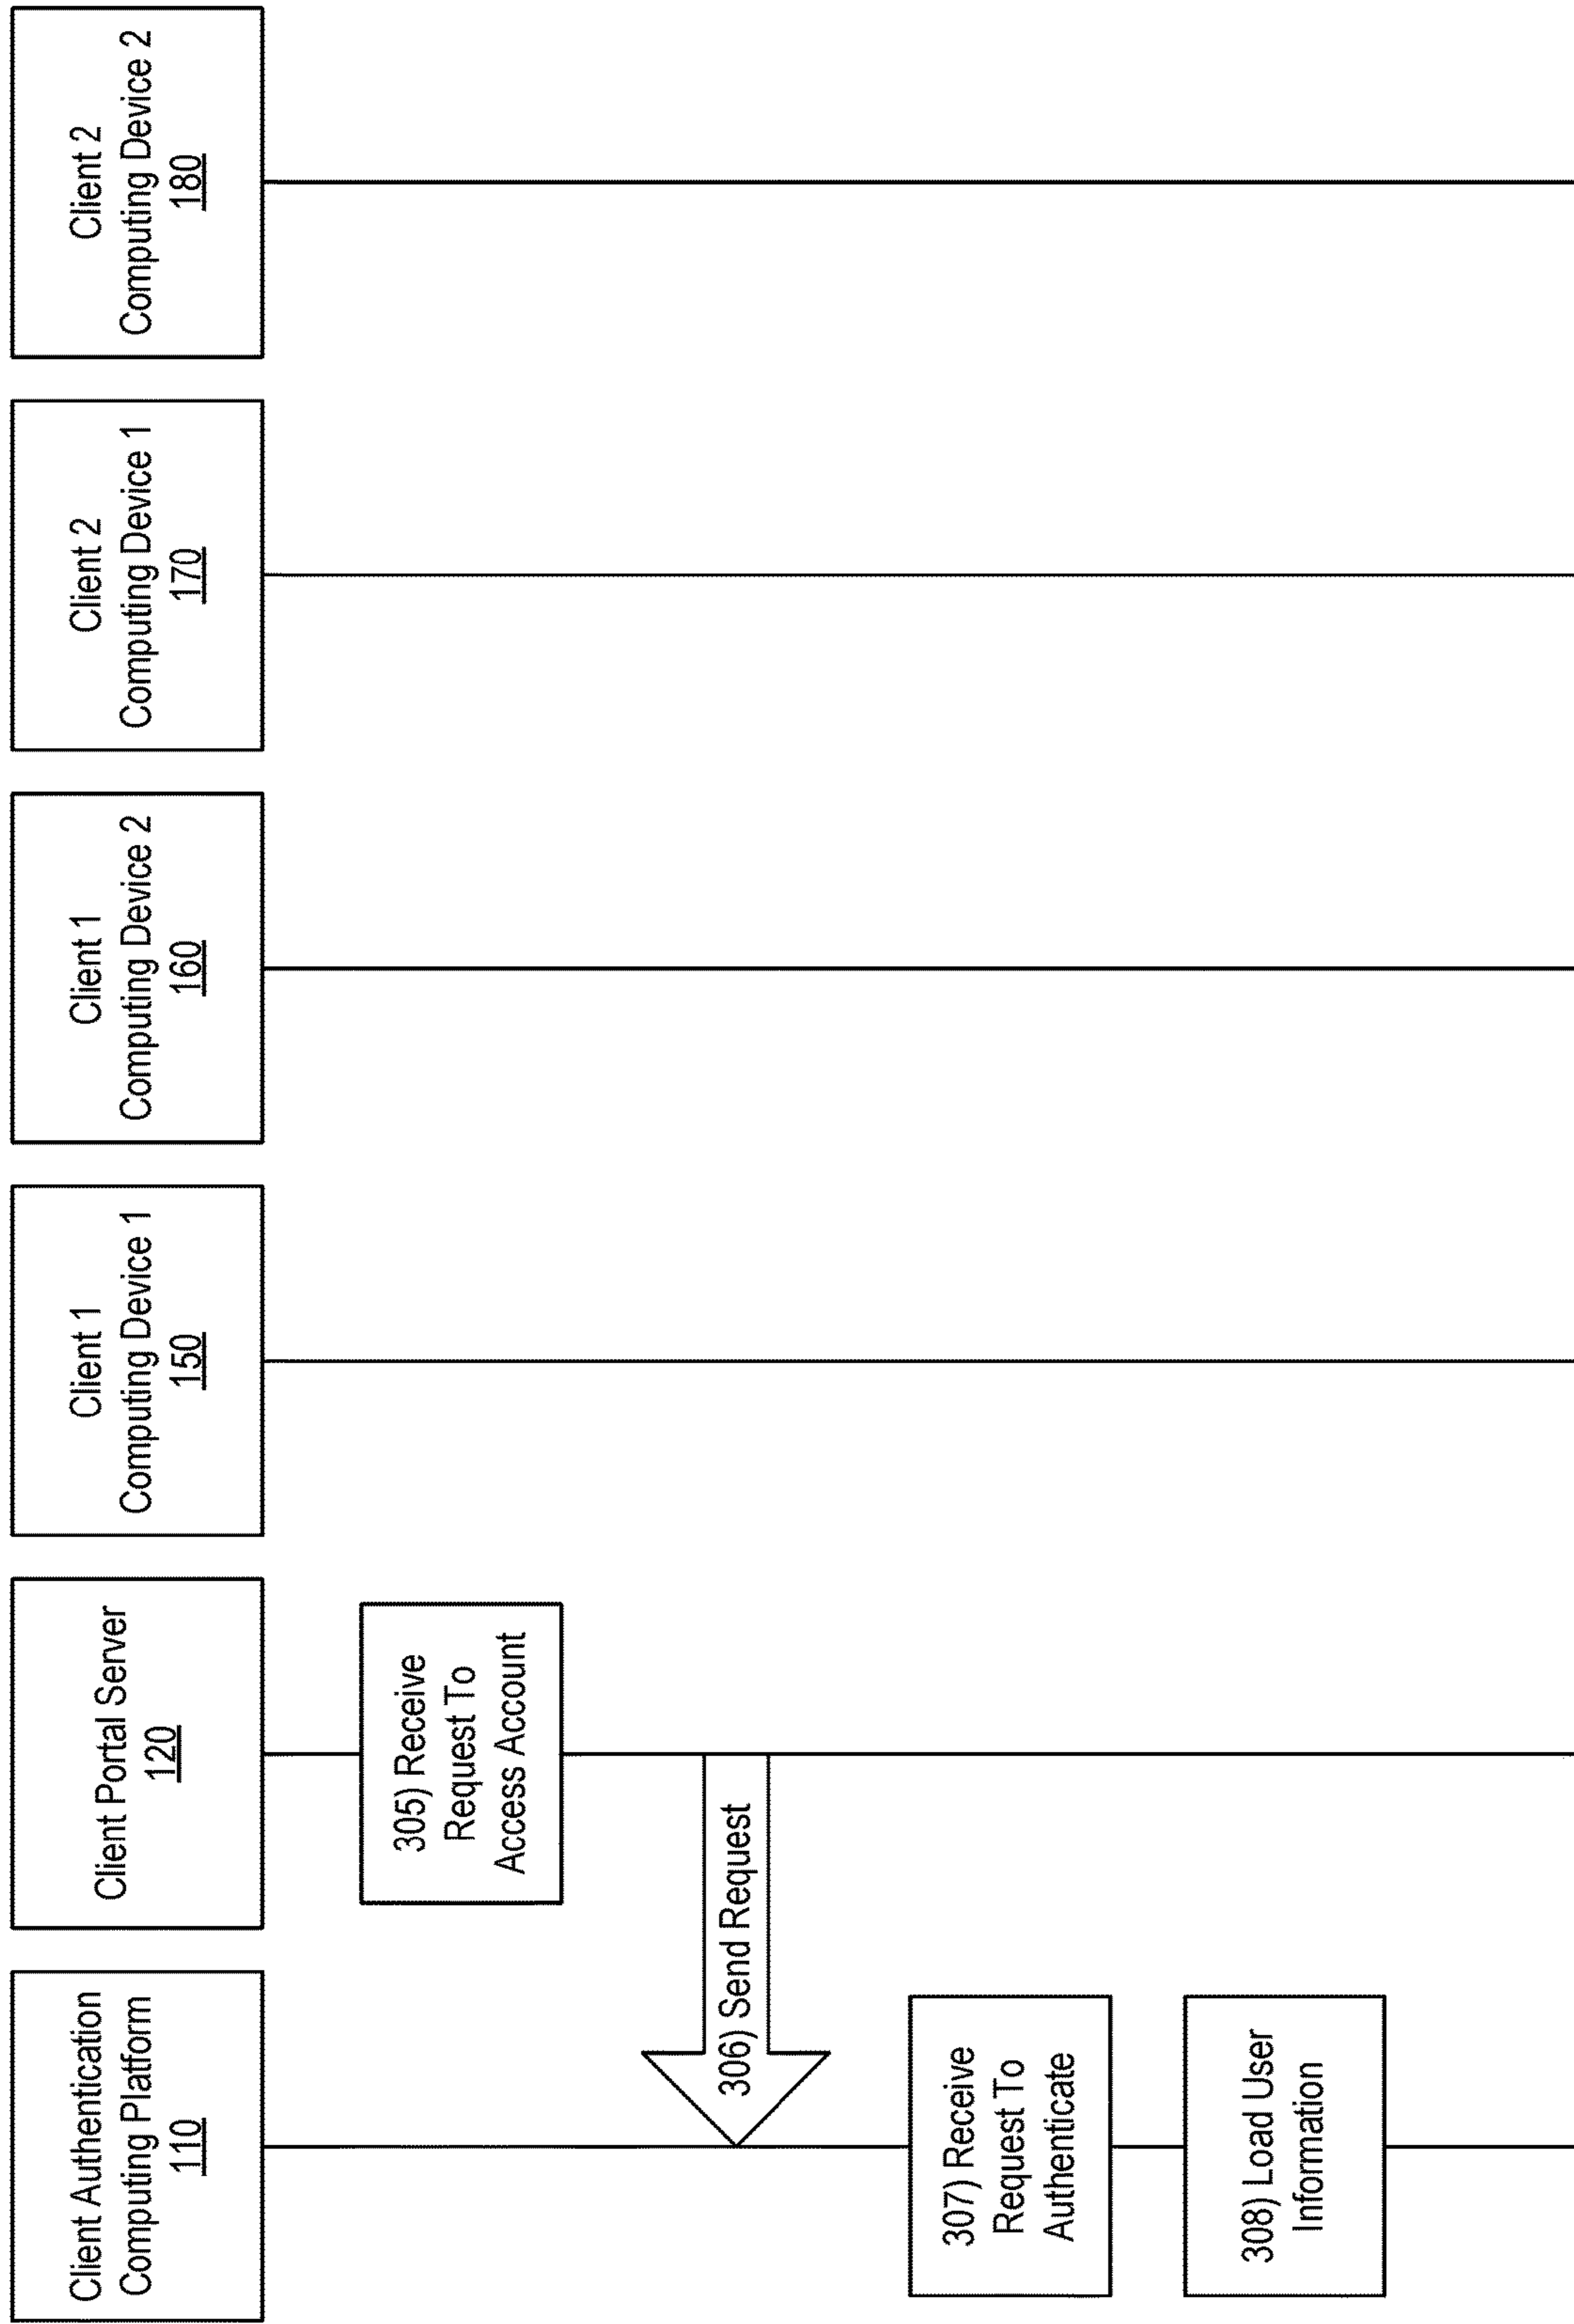 Client Authentication
Computing Platform
110
Client Portal Server
120
Client 1
Computing Device 1
150
Client 1
Computing Device 2
160
Client 2
Computing Device 1
170
Client 2
Computing Device 2
180
305) Receive
Request To
Access Account
306) Send Request
307) Receive
Request To
Authenticate
308) Load User
Information